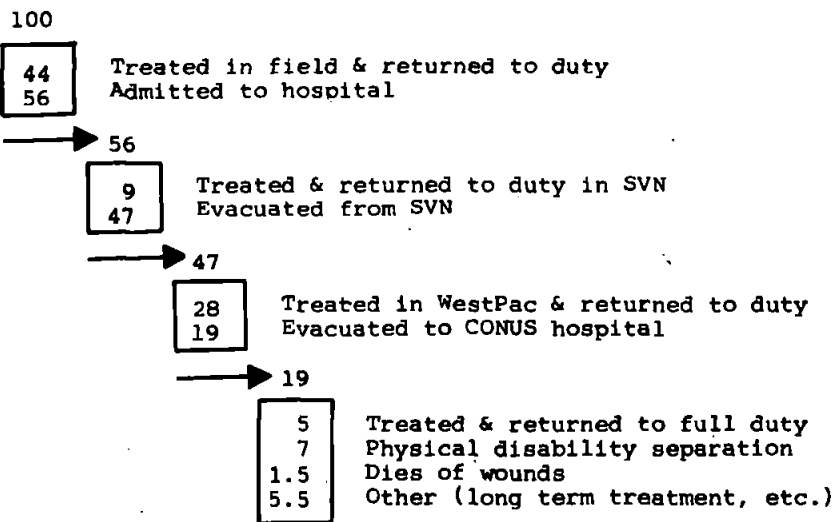 100
44 Treated in field & returned to duty
56 Admitted to hospital
56
9 Treated & returned to duty in SVN
47 Evacuated from SVN
47
28 Treated in WestPac & returned to duty
19 Evacuated to CONUS hospital
19
5 Treated & returned to full duty
7 Physical disability separation
1.5 Dies of wounds
5.5 Other (long term treatment, etc.)